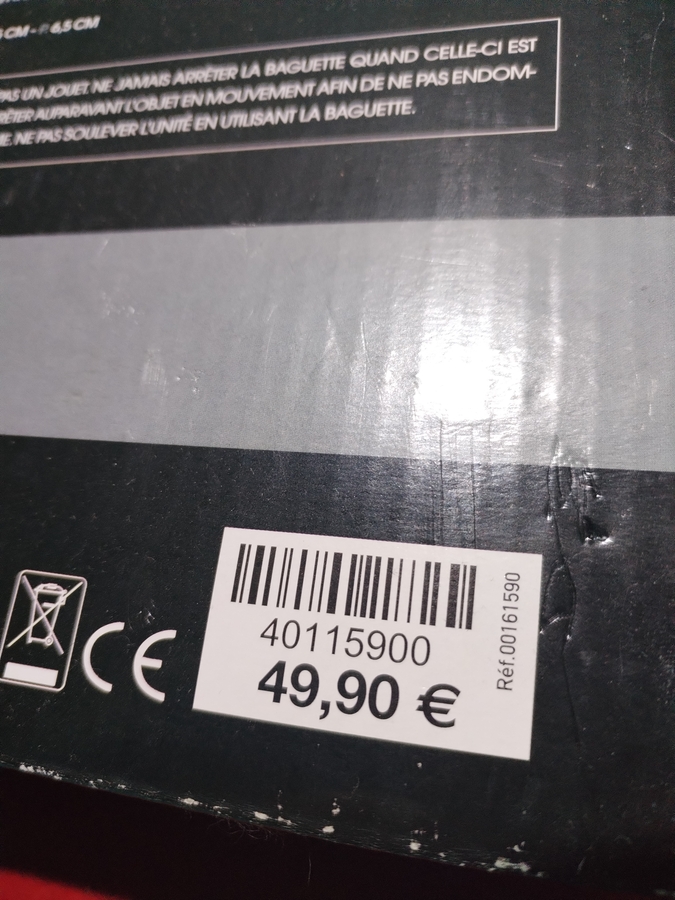 5 CM - P 6,5 CM
PAS UN JOUET. NE JAMAIS ARRÊTER LA BAGUETTE QUAND CELLE-CI EST
RÊTER AUPARAVANT L'OBJET EN MOUVEMENT AFIN DE NE PAS ENDOM-
E. NE PAS SOULEVER L'UNITÉ EN UTILISANT LA BAGUETTE.
40115900
49,90 €
Réf.00161590
CE